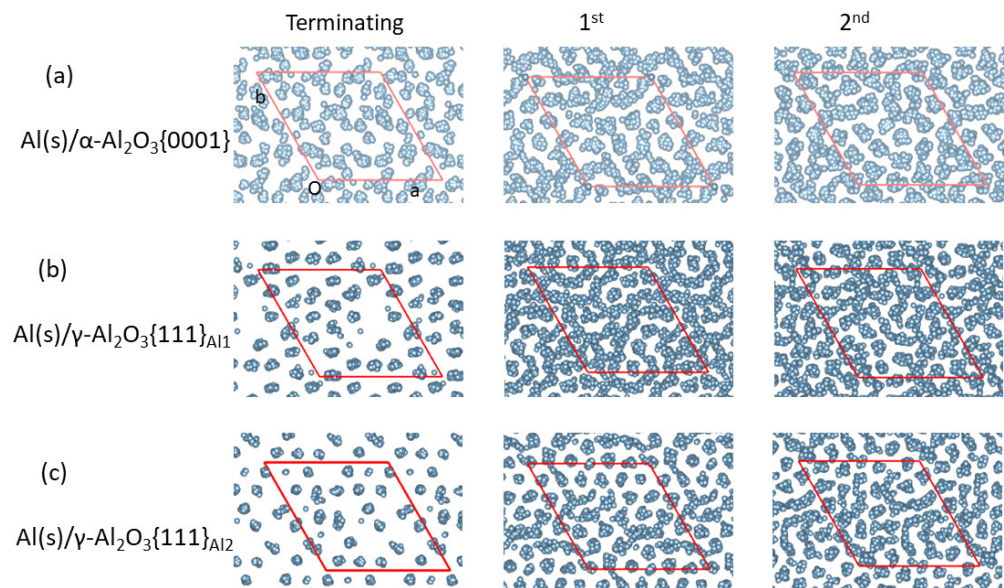 Terminating 1ˢᵗ 2ⁿᵈ
(a)
Al(s)/α-Al₂O₃{0001}
b
O a
(b)
Al(s)/γ-Al₂O₃{111}Al1
(c)
Al(s)/γ-Al₂O₃{111}Al2